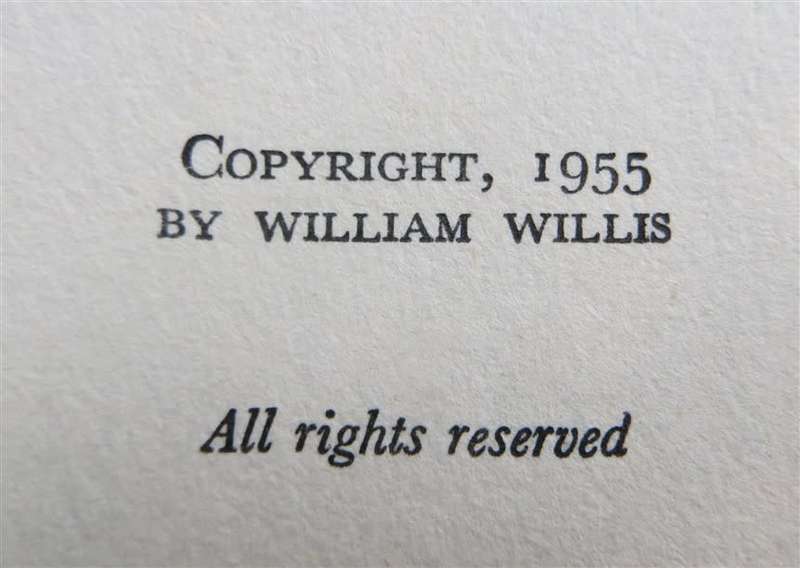 COPYRIGHT, 1955
BY WILLIAM WILLIS
All rights reserved